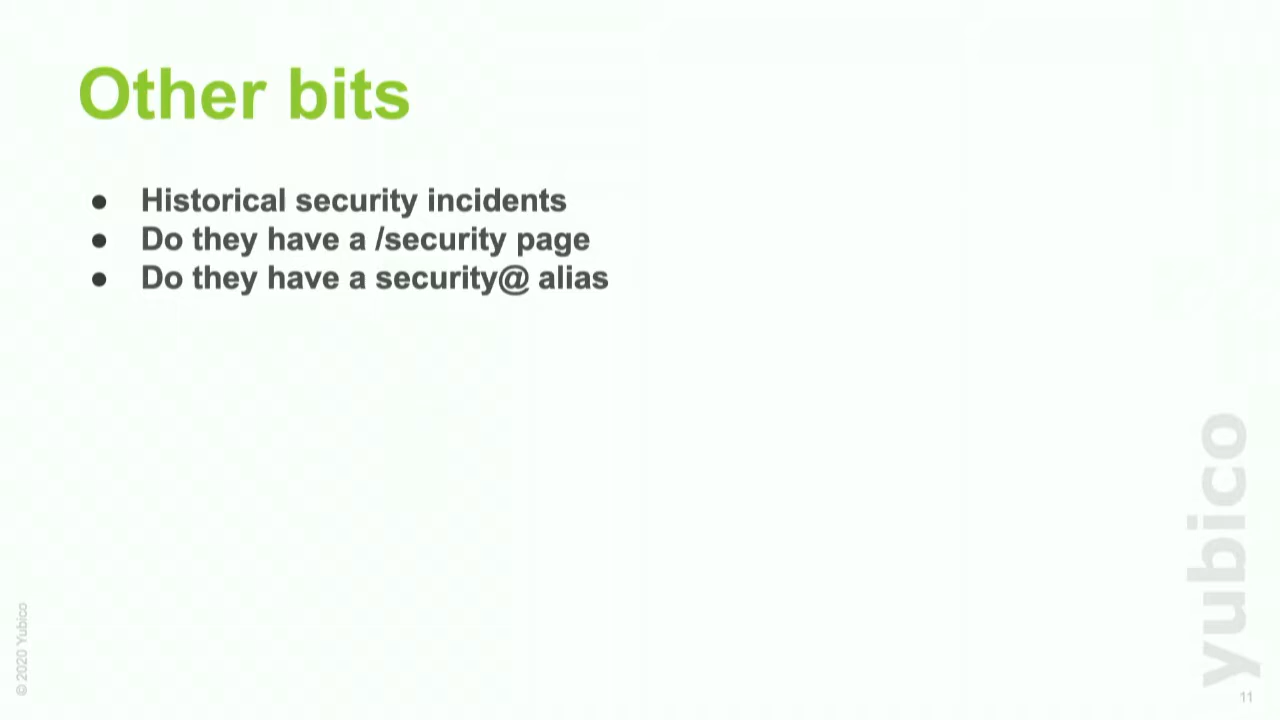 Other bits
● Historical security incidents
● Do they have a /security page
● Do they have a security@ alias
yubico
© 2020 Yubico
11